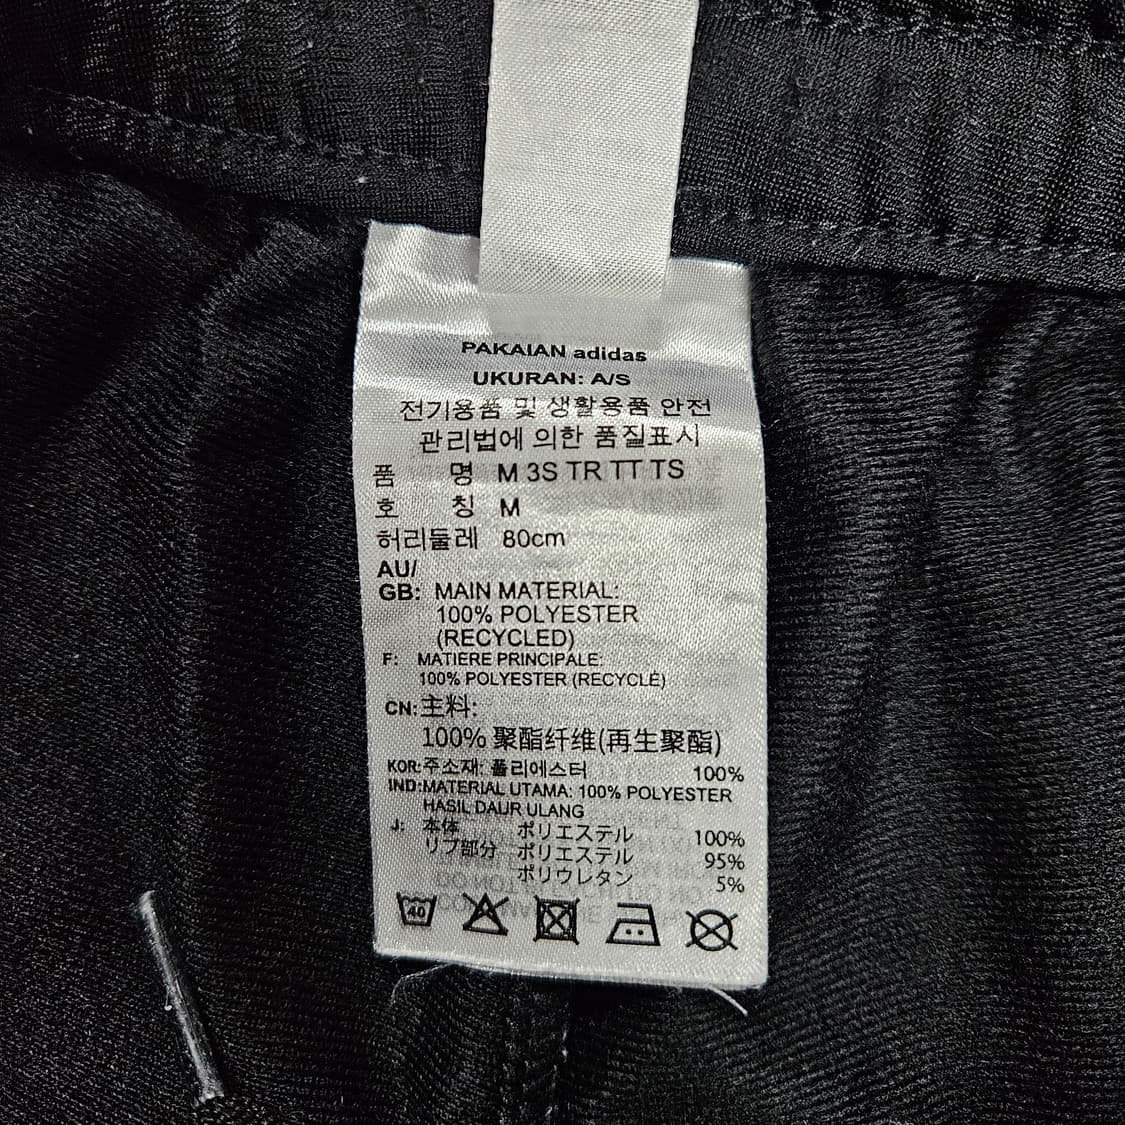 PAKAIAN adidas
UKURAN: A/S
전기용품 및 생활용품 안전
관리법에 의한 품질표시
품 명 M 3S TR TT TS
호 칭 M
허리둘레 80cm
AU/
GB: MAIN MATERIAL:
100% POLYESTER
(RECYCLED)
F: MATIERE PRINCIPALE:
100% POLYESTER (RECYCLÉ)
CN: 主料:
100% 聚酯纤维(再生聚酯)
KOR: 주소재: 폴리에스터 100%
IND: MATERIAL UTAMA: 100% POLYESTER
HASIL DAUR ULANG
J: 本体 ポリエステル 100%
リブ部分 ポリエステル 95%
ポリウレタン 5%
40